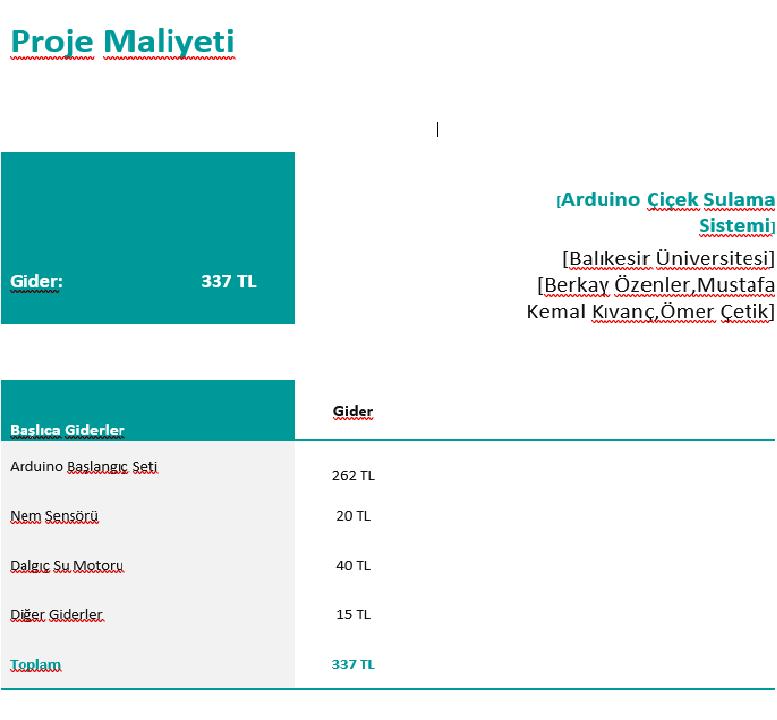 Proje Maliyeti
Gider: 337 TL
[Arduino Çiçek Sulama
Sistemi]
[Balıkesir Üniversitesi]
[Berkay Özenler,Mustafa
Kemal Kıvanç,Ömer Çetik]
Başlıca Giderler Gider
Arduino Başlangıç Seti 262 TL
Nem Sensörü 20 TL
Dalgıç Su Motoru 40 TL
Diğer Giderler 15 TL
Toplam 337 TL